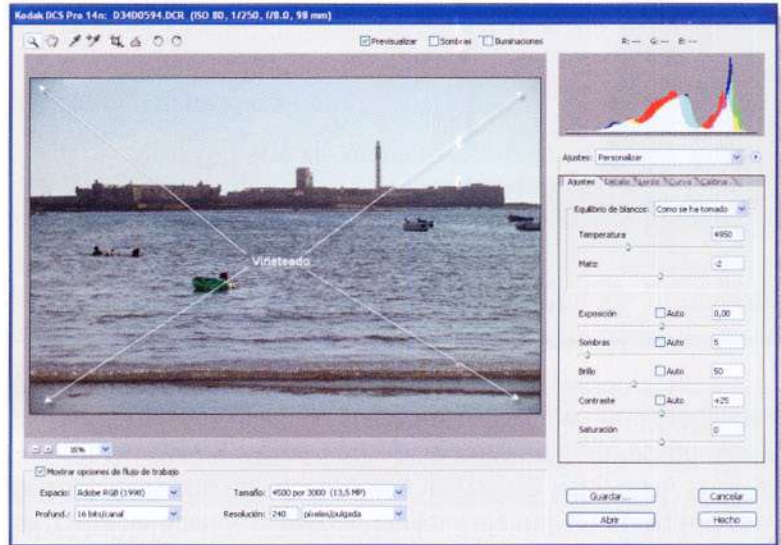 Kodak DCS Pro 14n: D34D0594.DCR (ISO 80, 1/250, f/8.0, 98 mm)
Previsualizar Sombras Iluminaciones R: --- G: --- B: ---
Ajustes: Personalizar
Ajustes Detalle Lente Curva Calibrar
Equilibrio de blancos: Como se ha tomado
Temperatura 4950
Matiz -2
Viñeteado
Exposición Auto 0,00
Sombras Auto 5
Brillo Auto 50
Contraste Auto +25
Saturación 0
Mostrar opciones de flujo de trabajo
Espacio: Adobe RGB (1998) Tamaño: 4500 por 3000 (13,5 MP)
Profund.: 16 bits/canal Resolución: 240 píxeles/pulgada
Guardar... Cancelar
Abrir Hecho